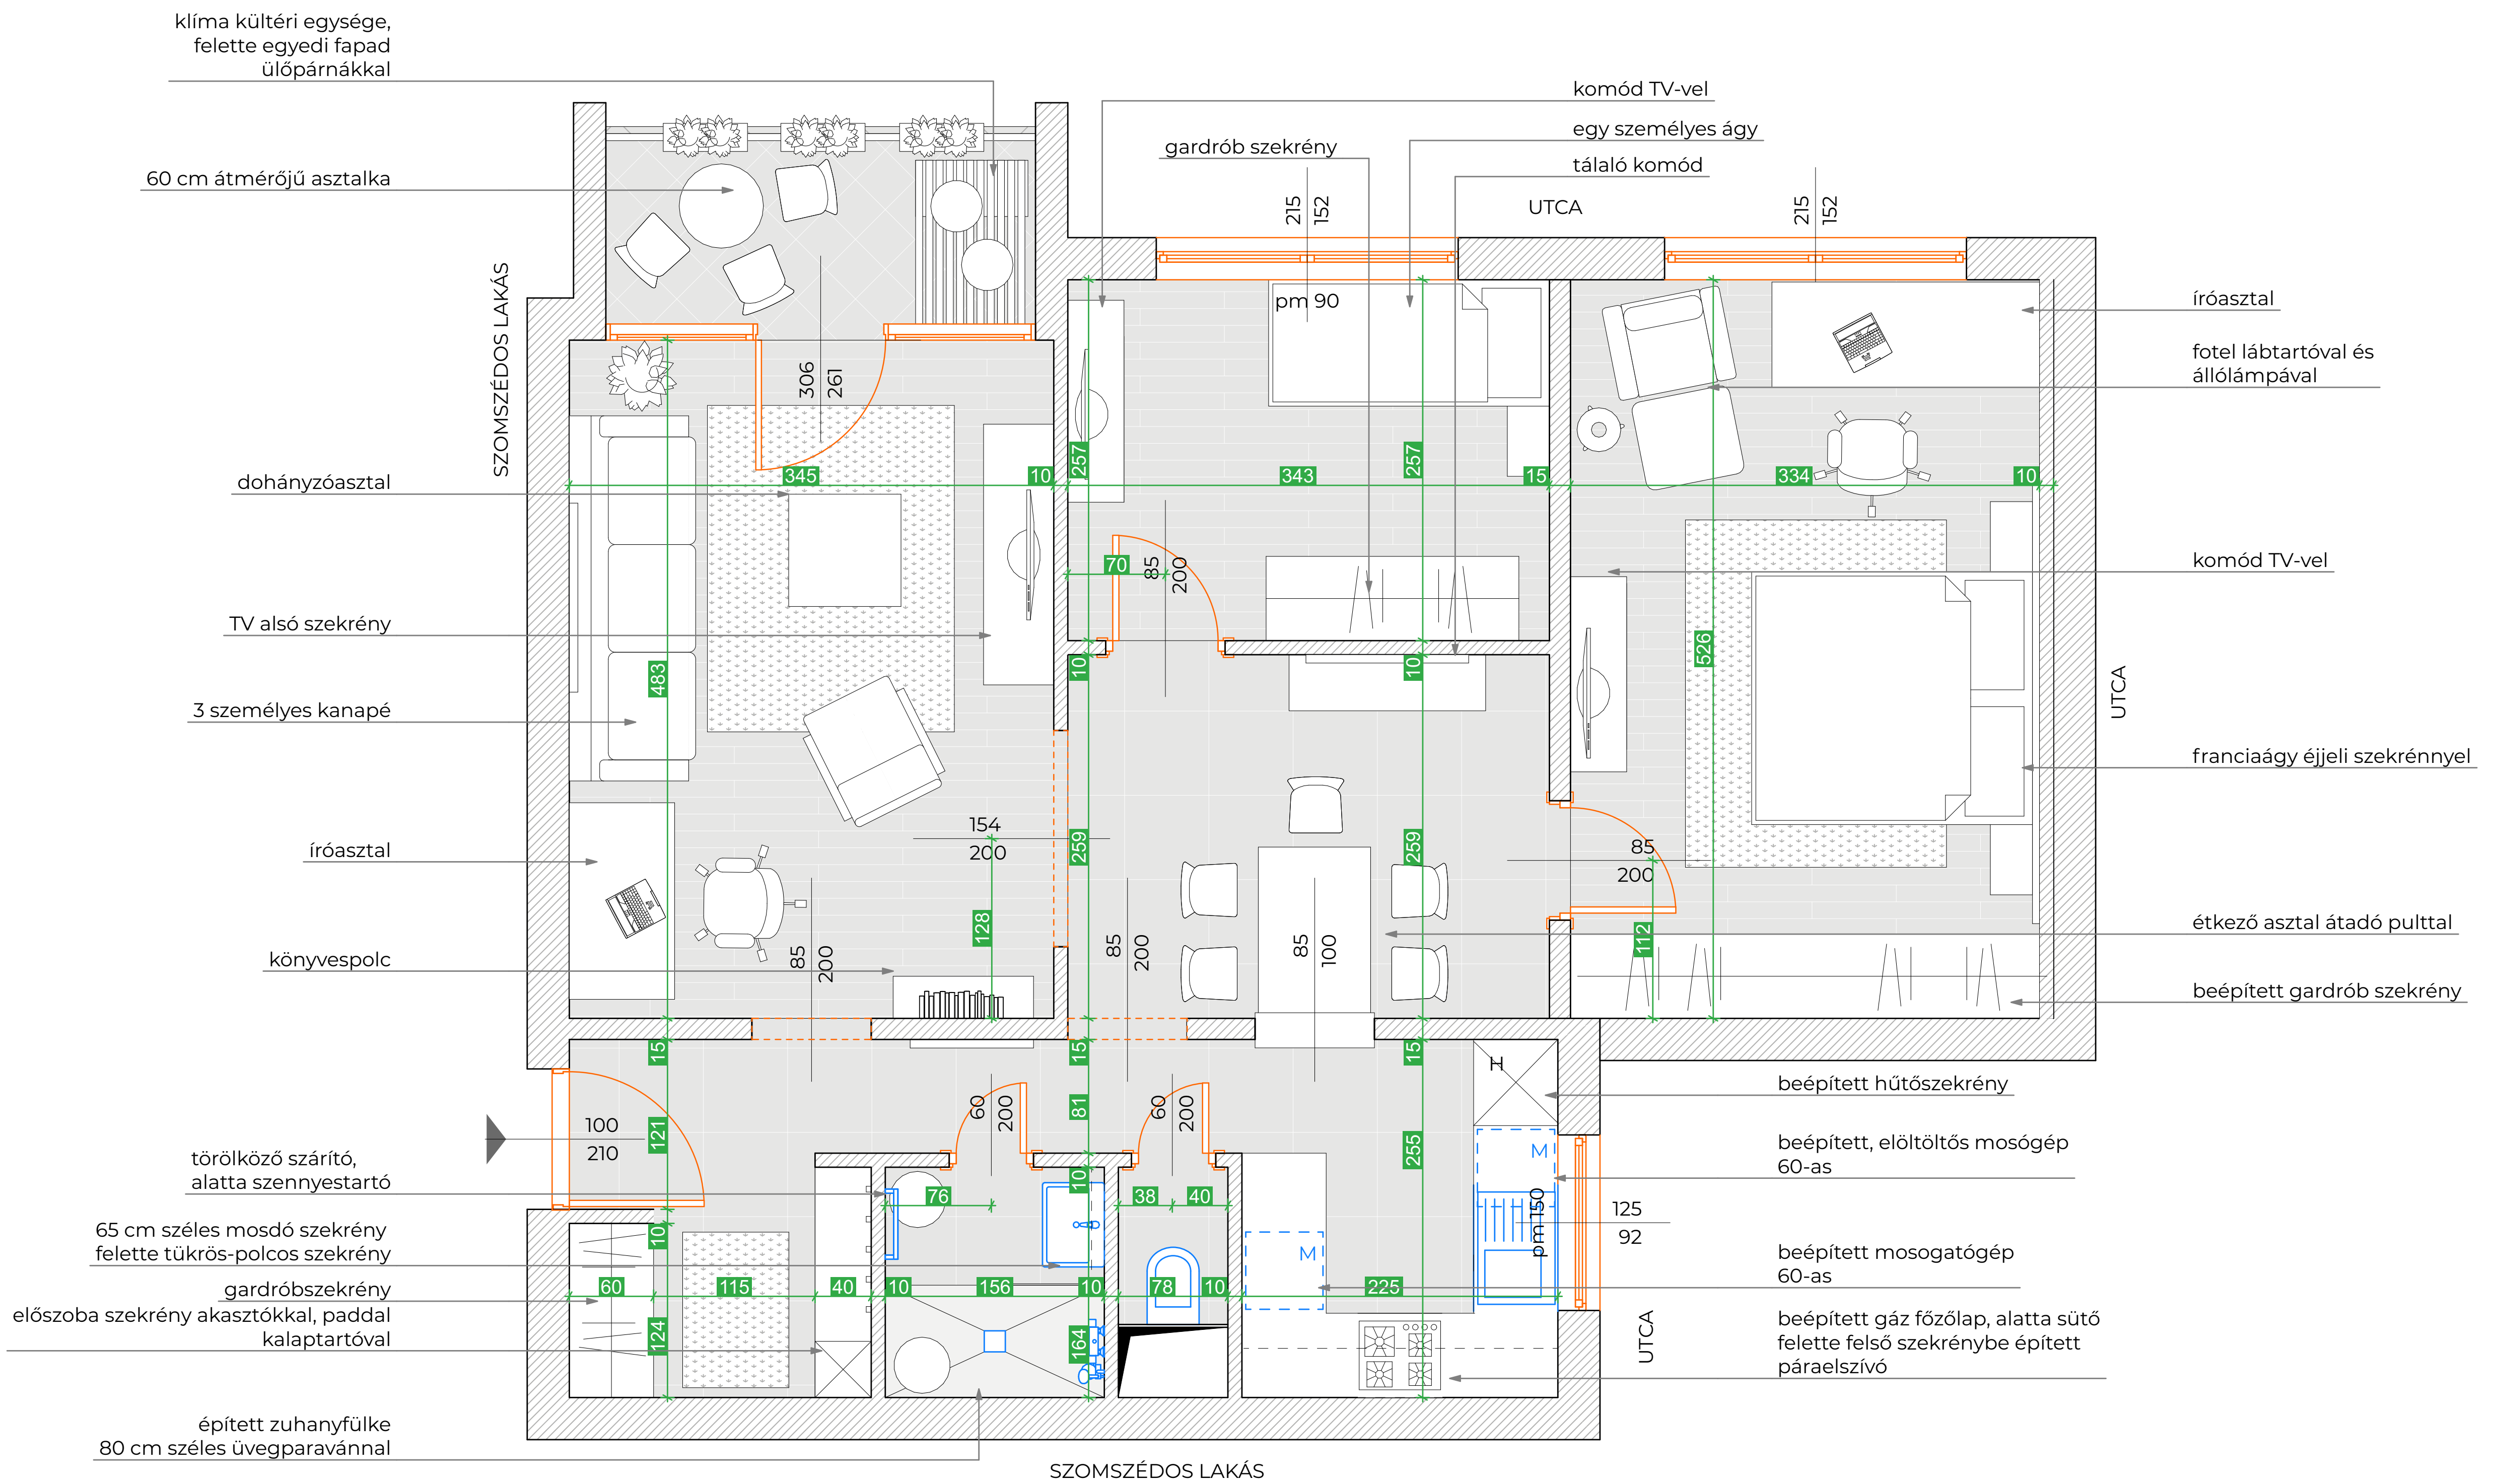 klíma kültéri egysége,
felette egyedi fapad
ülőpárnákkal
60 cm átmérőjű asztalka
SZOMSZÉDOS LAKÁS
dohányzóasztal
TV alsó szekrény
3 személyes kanapé
íróasztal
könyvespolc
törölköző szárító,
alatta szennyestartó
65 cm széles mosdó szekrény
felette tükrös-polcos szekrény
gardróbszekrény
előszoba szekrény akasztókkal, paddal
kalaptartóval
épített zuhanyfülke
80 cm széles üvegparavánnal
komód TV-vel
egy személyes ágy
gardrób szekrény
tálaló komód
UTCA
215
152
215
152
pm 90
306
261
345
10
257
343
257
15
334
10
70
85
200
483
10
10
526
154
200
259
259
128
85
200
85
200
85
100
85
200
112
15
15
15
H
100
210
121
60
200
81
60
200
255
M
10
76
10
38
40
pm 150
125
92
M
60
115
40
10
156
10
78
10
225
124
164
íróasztal
fotel lábtartóval és
állólámpával
komód TV-vel
UTCA
franciaágy éjjeli szekrénnyel
étkező asztal átadó pulttal
beépített gardrób szekrény
beépített hűtőszekrény
beépített, elöltöltős mosógép
60-as
beépített mosogatógép
60-as
UTCA
beépített gáz főzőlap, alatta sütő
felette felső szekrénybe épített
páraelszívó
SZOMSZÉDOS LAKÁS